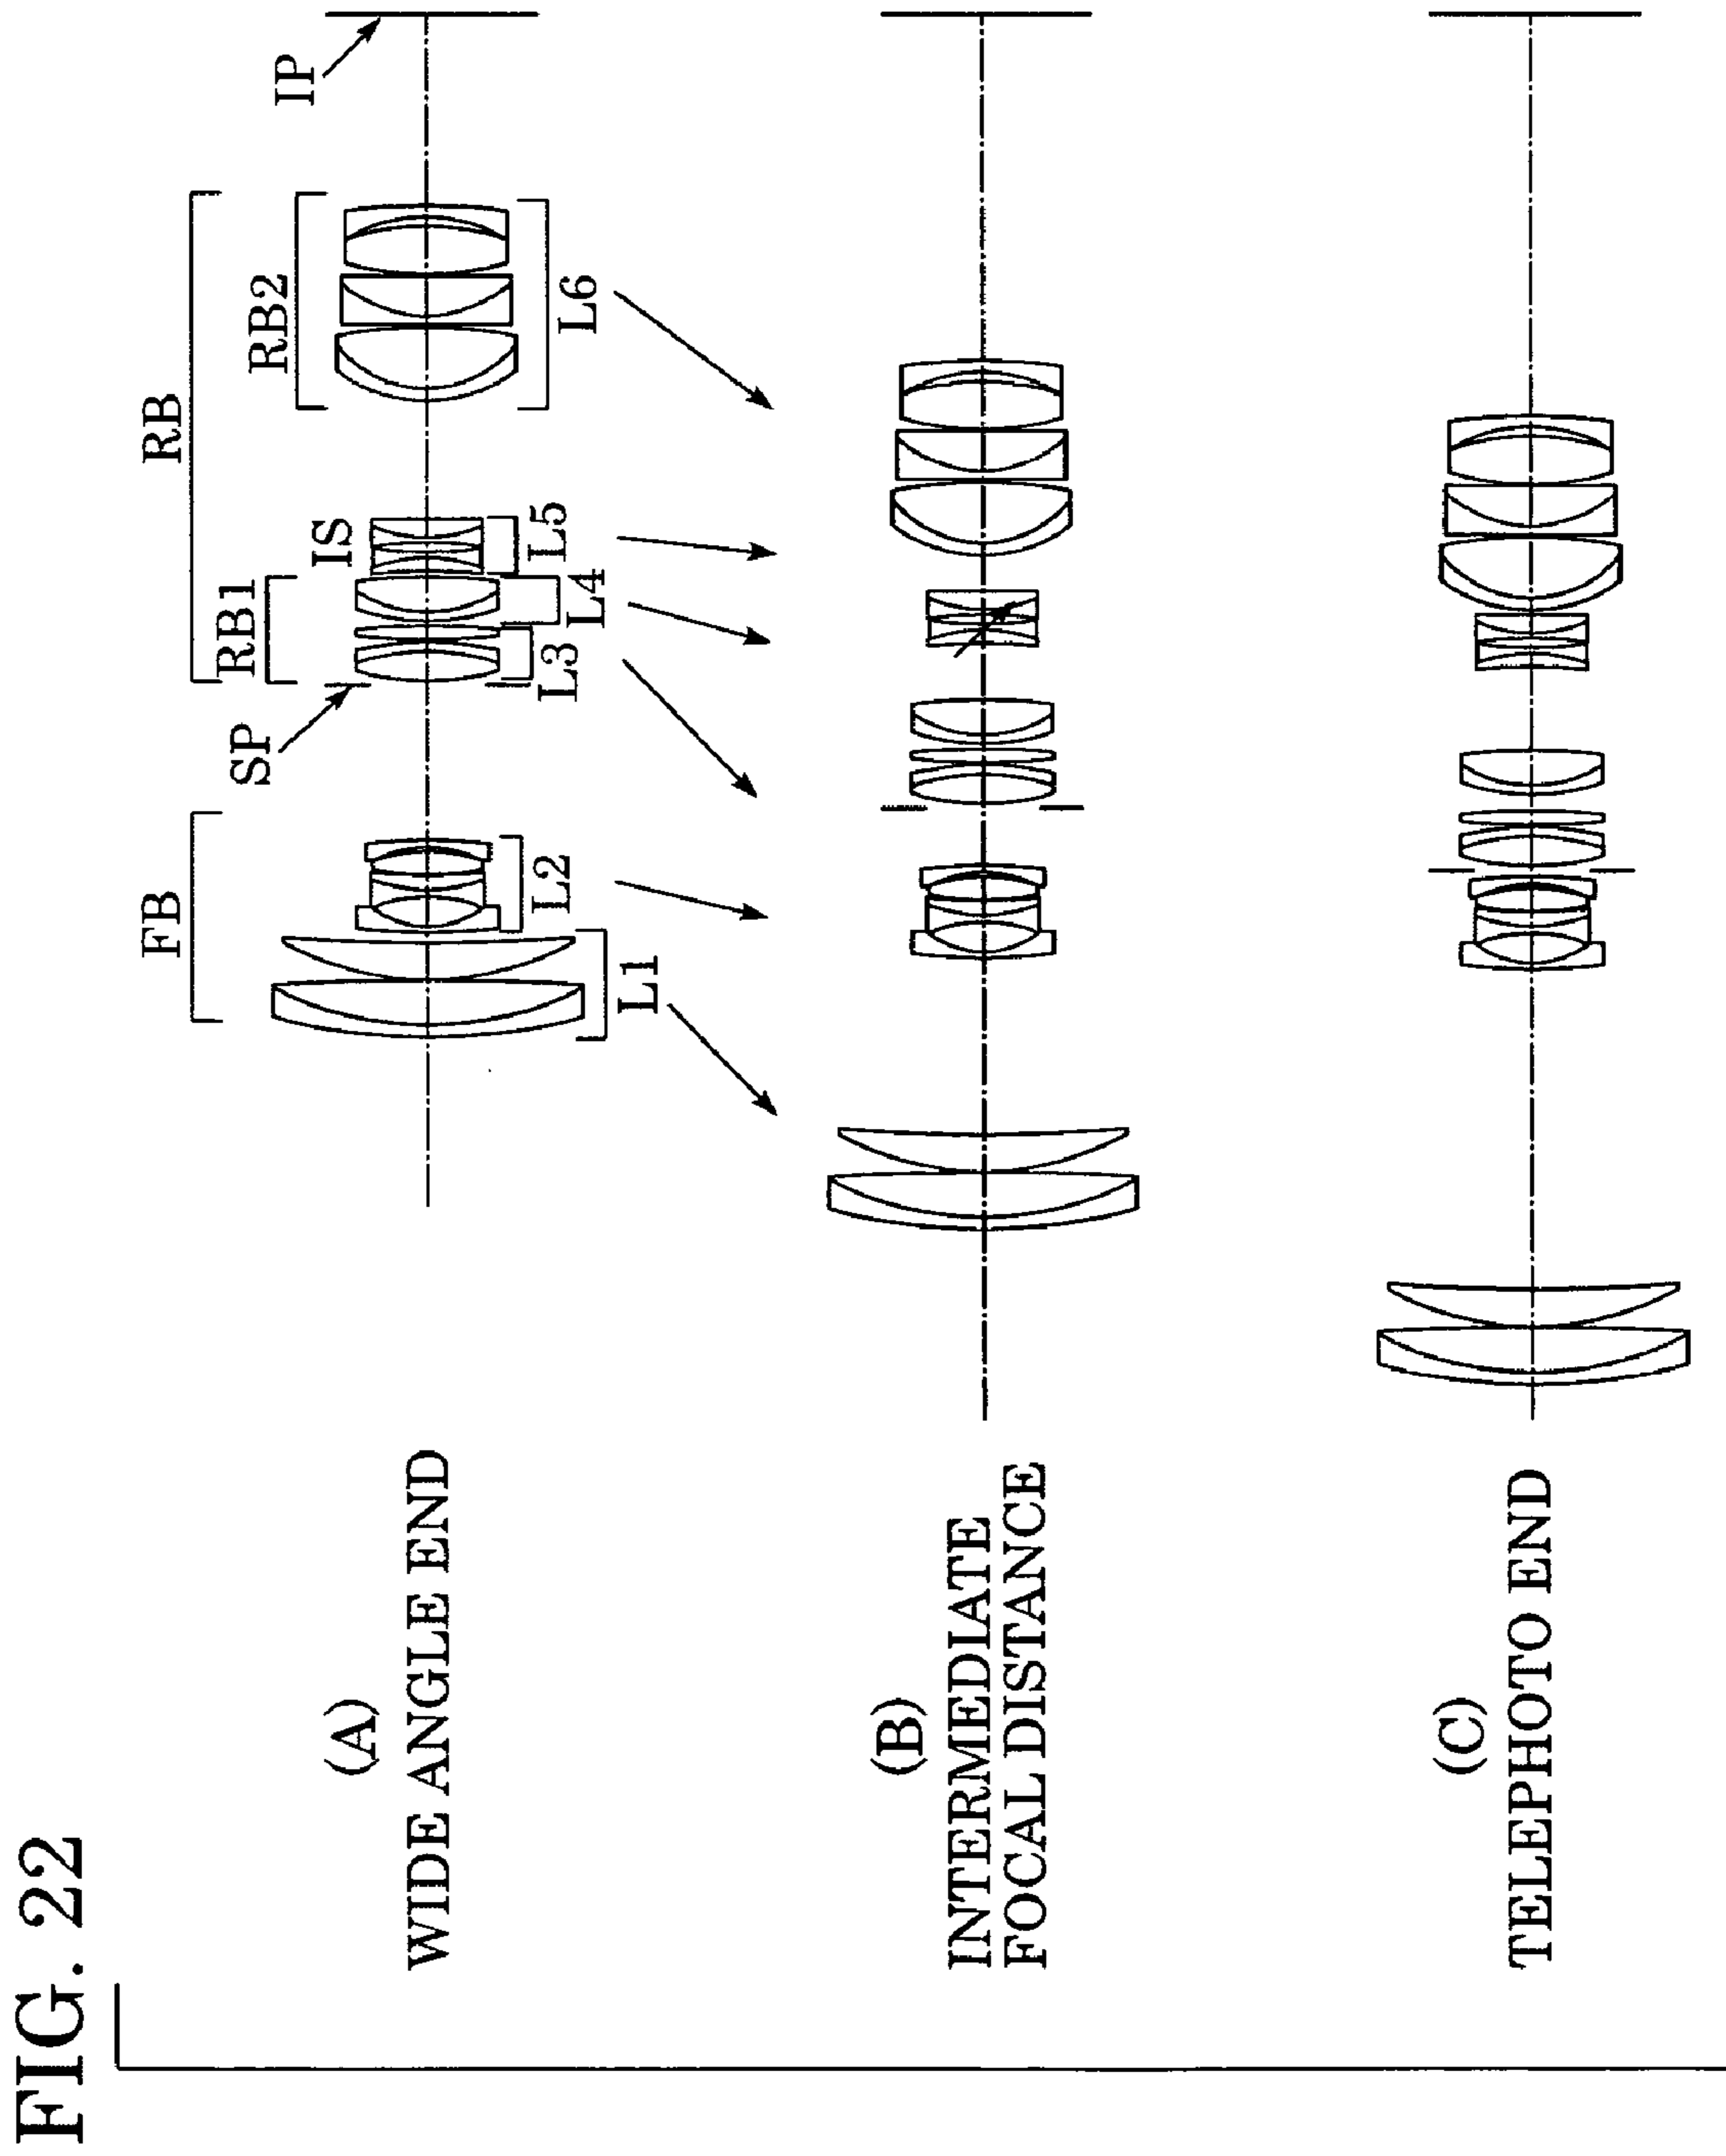 FIG. 22
(A)
WIDE ANGLE END
FB
RB
SP
RB1
IS
RB2
IP
L1
L2
L3
L4
L5
L6
(B)
INTERMEDIATE
FOCAL DISTANCE
(C)
TELEPHOTO END